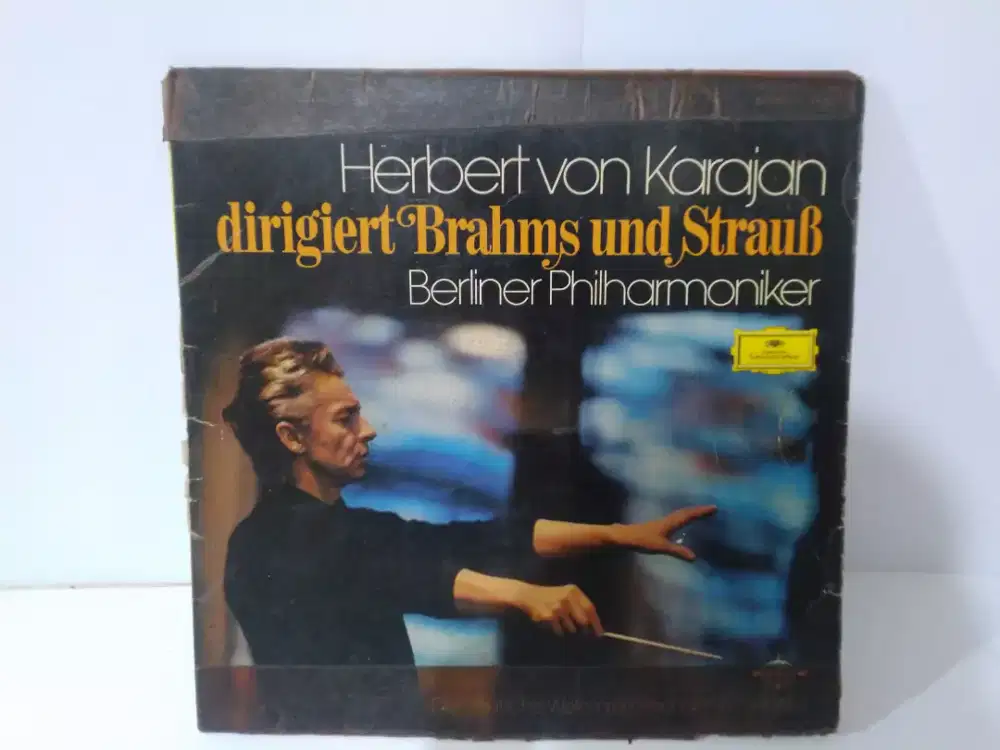 Herbert von Karajan
dirigiert Brahms und Strauß
Berliner Philharmoniker